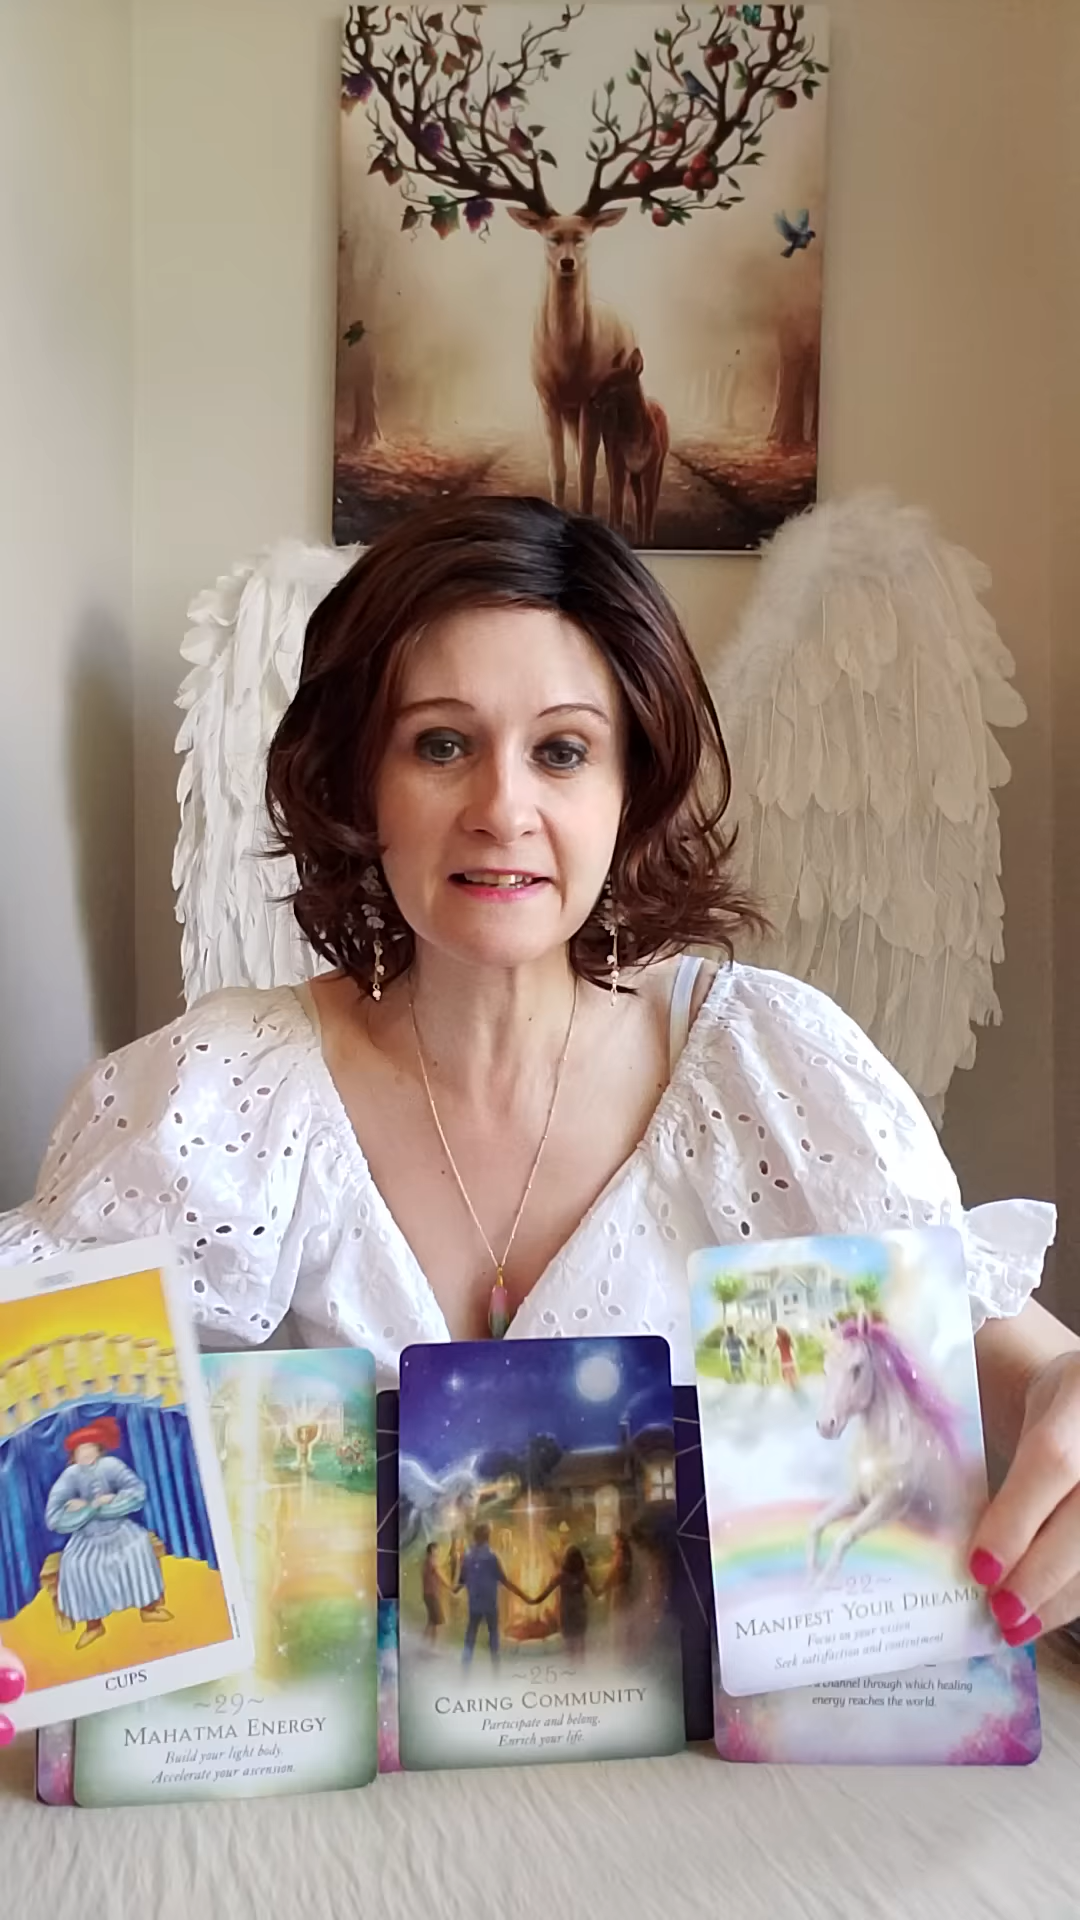 CUPS
~29~
MAHATMA ENERGY
Build your light body.
Accelerate your ascension.
~25~
CARING COMMUNITY
Participate and belong.
Enrich your life.
~22~
MANIFEST YOUR DREAMS
Focus on your vision
Seek satisfaction and contentment
channel through which healing
energy reaches the world.